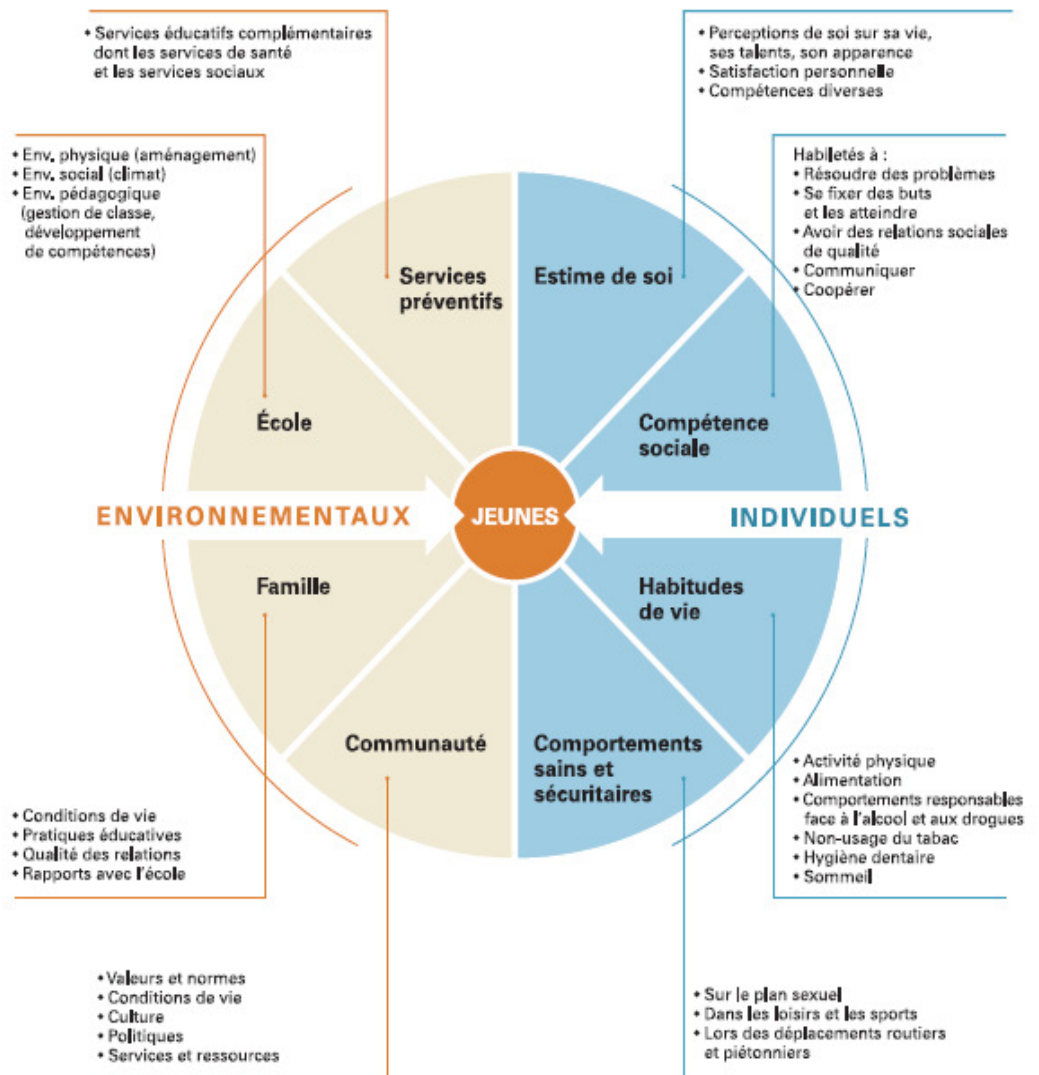 • Services éducatifs complémentaires
dont les services de santé
et les services sociaux
• Perceptions de soi sur sa vie,
ses talents, son apparence
• Satisfaction personnelle
• Compétences diverses
• Env. physique (aménagement)
• Env. social (climat)
• Env. pédagogique
(gestion de classe,
développement
de compétences)
Habiletés à :
• Résoudre des problèmes
• Se fixer des buts
et les atteindre
• Avoir des relations sociales
de qualité
• Communiquer
• Coopérer
Services
préventifs
Estime de soi
École
Compétence
sociale
ENVIRONNEMENTAUX
JEUNES
INDIVIDUELS
Famille
Habitudes
de vie
Communauté
Comportements
sains et
sécuritaires
• Conditions de vie
• Pratiques éducatives
• Qualité des relations
• Rapports avec l'école
• Activité physique
• Alimentation
• Comportements responsables
face à l'alcool et aux drogues
• Non-usage du tabac
• Hygiène dentaire
• Sommeil
• Valeurs et normes
• Conditions de vie
• Culture
• Politiques
• Services et ressources
• Sur le plan sexuel
• Dans les loisirs et les sports
• Lors des déplacements routiers
et piétonniers